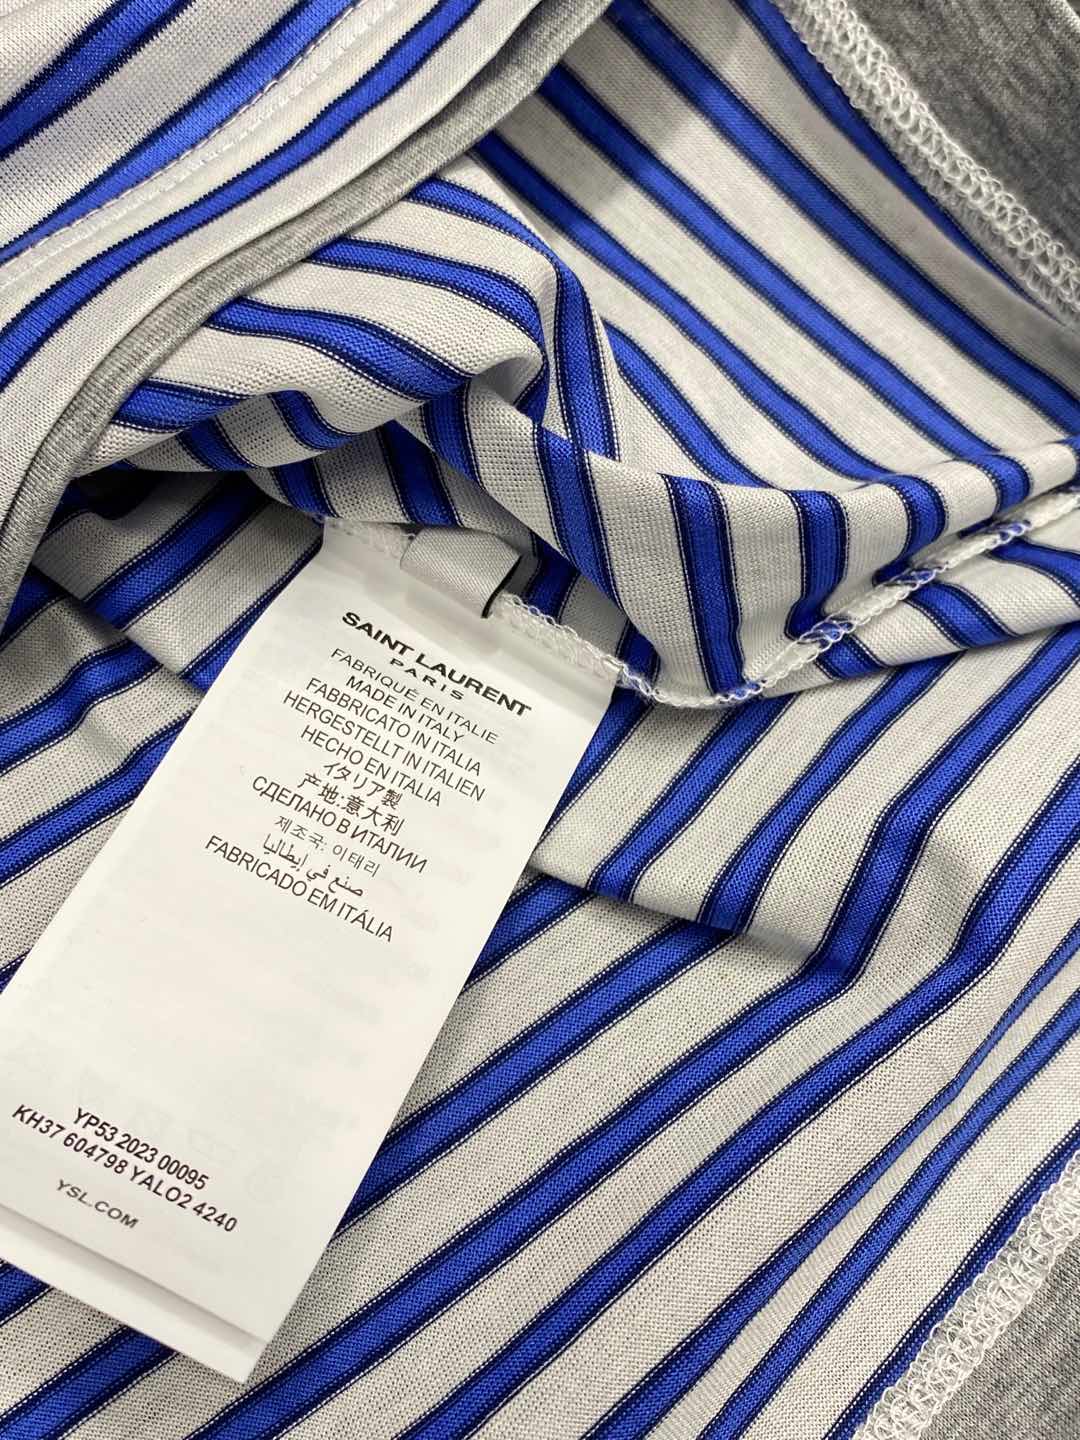 SAINT LAURENT
PARIS
FABRIQUÉ EN ITALIE
MADE IN ITALY
FABBRICATO IN ITALIA
HERGESTELLT IN ITALIEN
HECHO EN ITALIA
イタリア製
产地:意大利
СДЕЛАНО В ИТАЛИИ
제조국: 이태리
صنع في إيطاليا
FABRICADO EM ITÁLIA
YP53 2023 00095
KH37 604798 YALO2 4240
YSL.COM